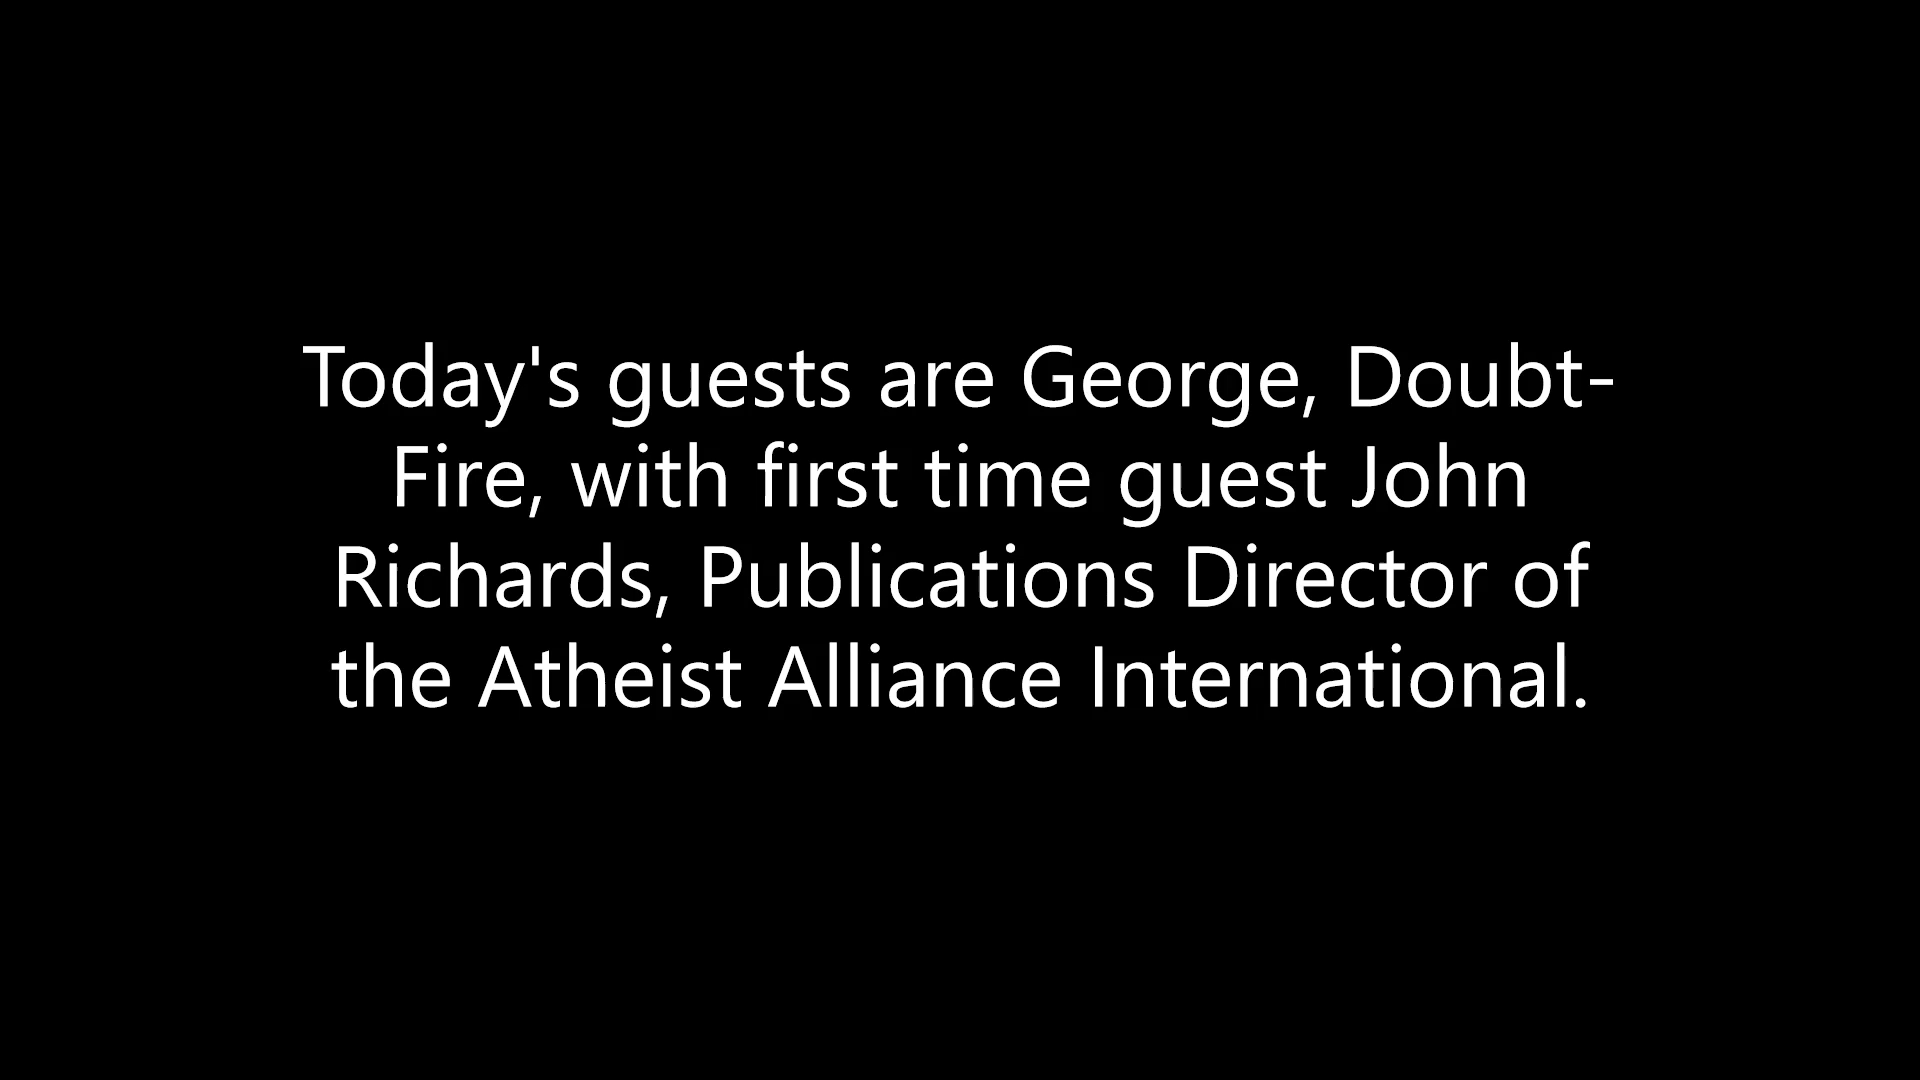 Today's guests are George, Doubt-
Fire, with first time guest John
Richards, Publications Director of
the Atheist Alliance International.